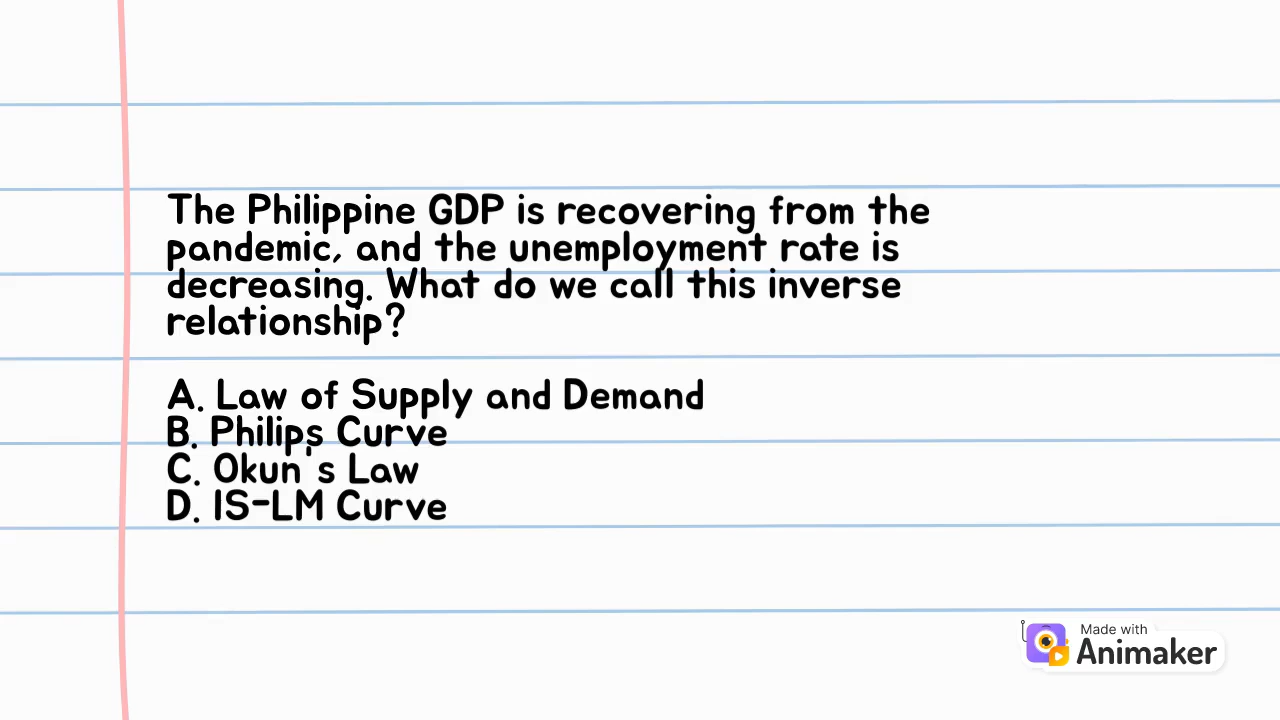 The Philippine GDP is recovering from the
pandemic, and the unemployment rate is
decreasing. What do we call this inverse
relationship?
A. Law of Supply and Demand
B. Philips Curve
C. Okun's Law
D. IS-LM Curve
Made with
Animaker